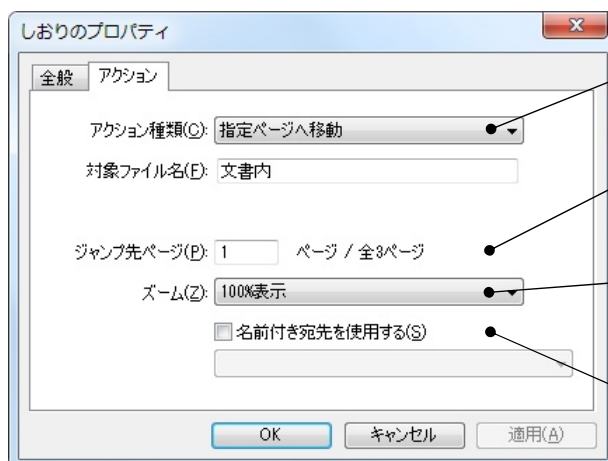 しおりのプロパティ
全般 アクション
アクション種類(C): 指定ページへ移動
対象ファイル名(F): 文書内
ジャンプ先ページ(P): 1 ページ / 全3ページ
ズーム(Z): 100%表示
名前付き宛先を使用する(S)
OK キャンセル 適用(A)